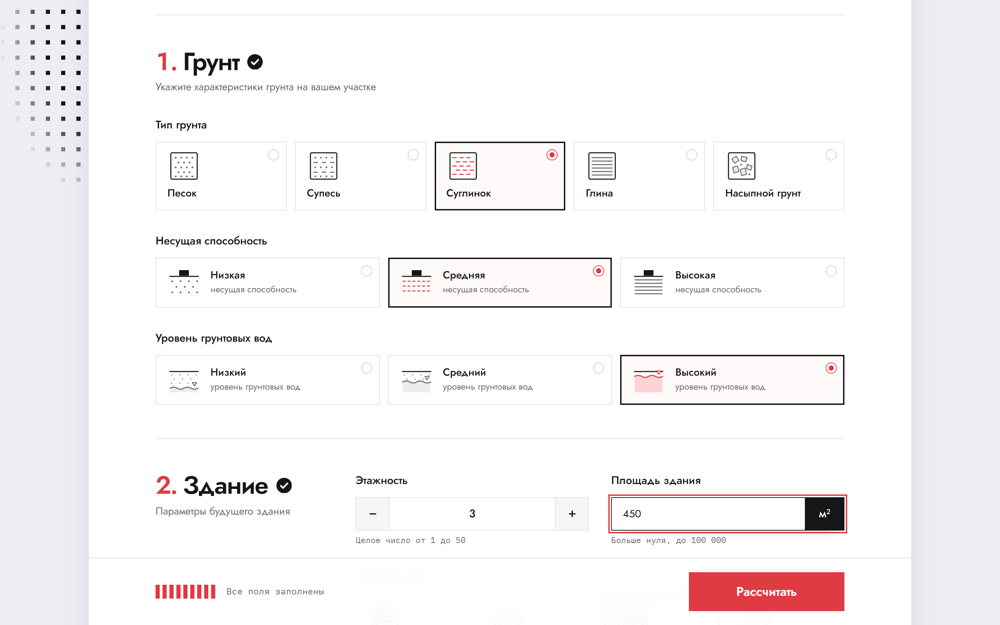 1. Грунт
Укажите характеристики грунта на вашем участке
Тип грунта
Песок
Супесь
Суглинок
Глина
Насыпной грунт
Несущая способность
Низкая
несущая способность
Средняя
несущая способность
Высокая
несущая способность
Уровень грунтовых вод
Низкий
уровень грунтовых вод
Средний
уровень грунтовых вод
Высокий
уровень грунтовых вод
2. Здание
Параметры будущего здания
Этажность
− 3 +
Целое число от 1 до 50
Площадь здания
450 м²
Больше нуля, до 100 000
Все поля заполнены
Рассчитать